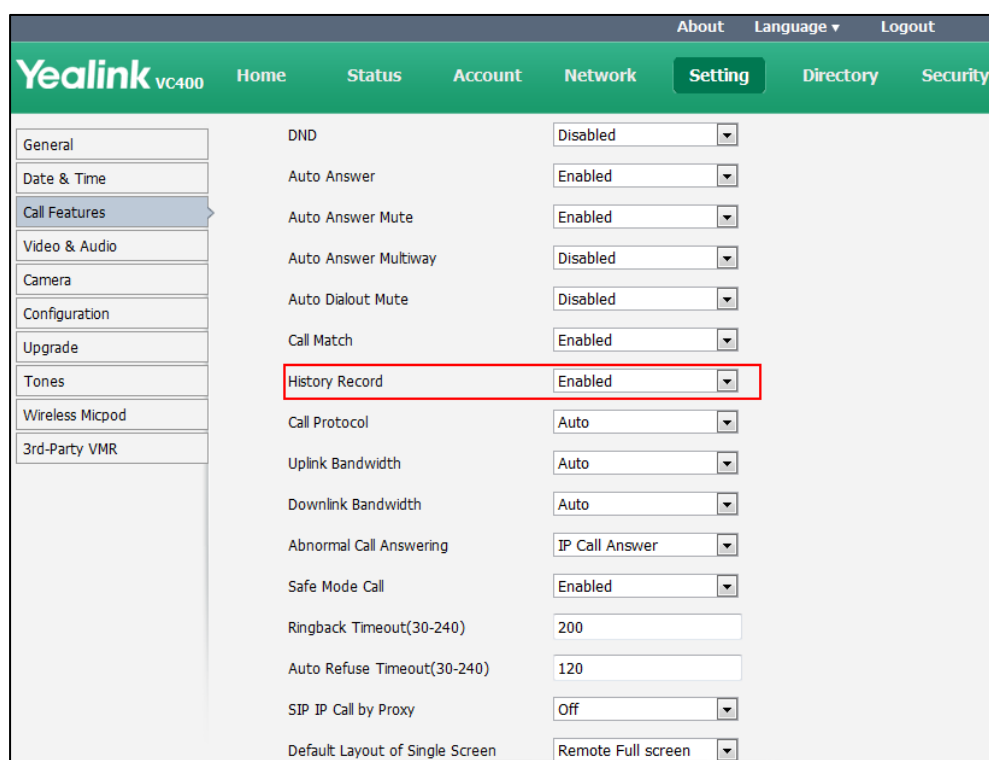 About Language ▾ Logout
Yealink VC400 Home Status Account Network Setting Directory Security
General
Date & Time
Call Features
Video & Audio
Camera
Configuration
Upgrade
Tones
Wireless Micpod
3rd-Party VMR
DND Disabled
Auto Answer Enabled
Auto Answer Mute Enabled
Auto Answer Multiway Disabled
Auto Dialout Mute Disabled
Call Match Enabled
History Record Enabled
Call Protocol Auto
Uplink Bandwidth Auto
Downlink Bandwidth Auto
Abnormal Call Answering IP Call Answer
Safe Mode Call Enabled
Ringback Timeout(30-240) 200
Auto Refuse Timeout(30-240) 120
SIP IP Call by Proxy Off
Default Layout of Single Screen Remote Full screen